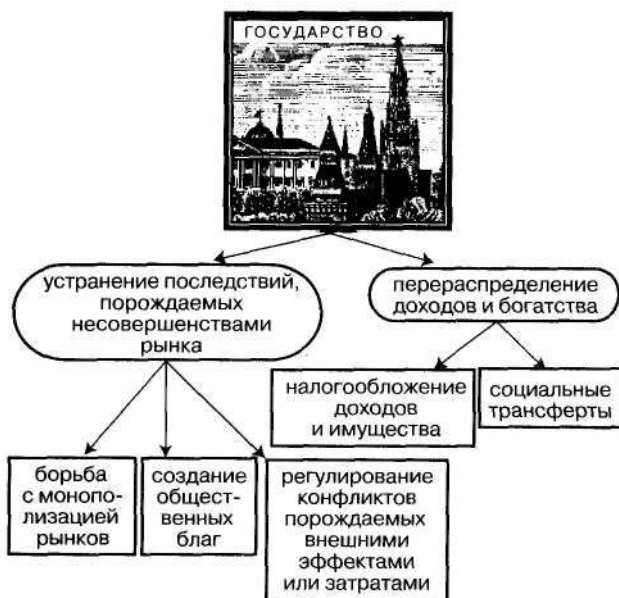 ГОСУДАРСТВО
устранение последствий,
порождаемых
несовершенствами
рынка
перераспределение
доходов и богатства
налогообложение
доходов
и имущества
социальные
трансферты
борьба
с монопо-
лизацией
рынков
создание
общест-
венных
благ
регулирование
конфликтов
порождаемых
внешними
эффектами
или затратами